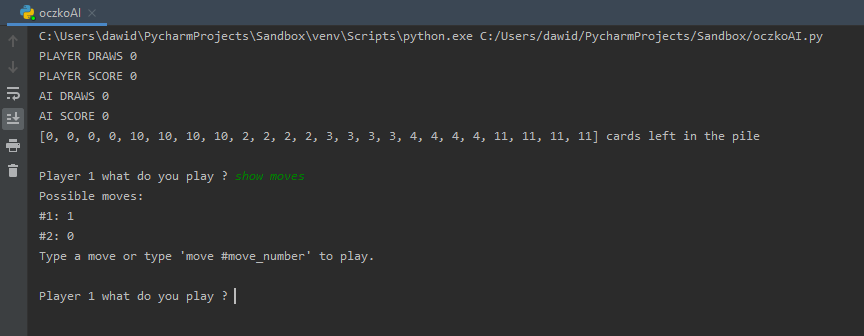 oczkoAI
C:\Users\dawid\PycharmProjects\Sandbox\venv\Scripts\python.exe C:/Users/dawid/PycharmProjects/Sandbox/oczkoAI.py
PLAYER DRAWS 0
PLAYER SCORE 0
AI DRAWS 0
AI SCORE 0
[0, 0, 0, 0, 10, 10, 10, 10, 2, 2, 2, 2, 3, 3, 3, 3, 4, 4, 4, 4, 11, 11, 11, 11] cards left in the pile
Player 1 what do you play ? show moves
Possible moves:
#1: 1
#2: 0
Type a move or type 'move #move_number' to play.
Player 1 what do you play ?